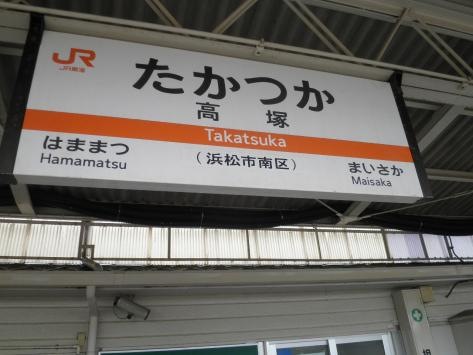 JR
JR東海
たかつか
高塚
Takatsuka
はままつ
Hamamatsu
(浜松市南区)
まいさか
Maisaka